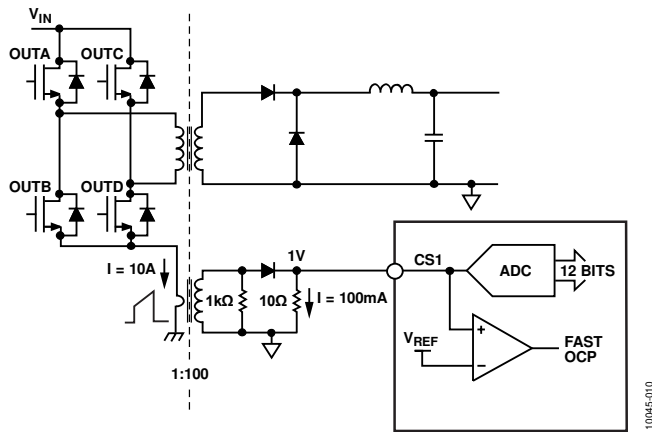 VIN
OUTA OUTC
OUTB OUTD
I = 10A
1V
CS1
ADC
12 BITS
1kΩ
10Ω
I = 100mA
VREF
+
−
FAST
OCP
1:100
10045-010